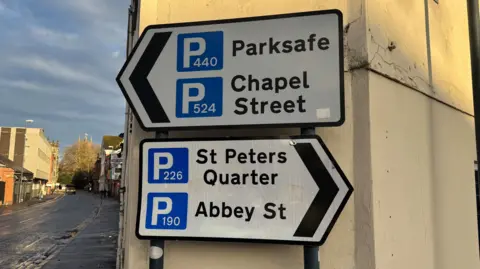 P 440 Parksafe
P 524 Chapel
Street
P 226 St Peters
Quarter
P 190 Abbey St